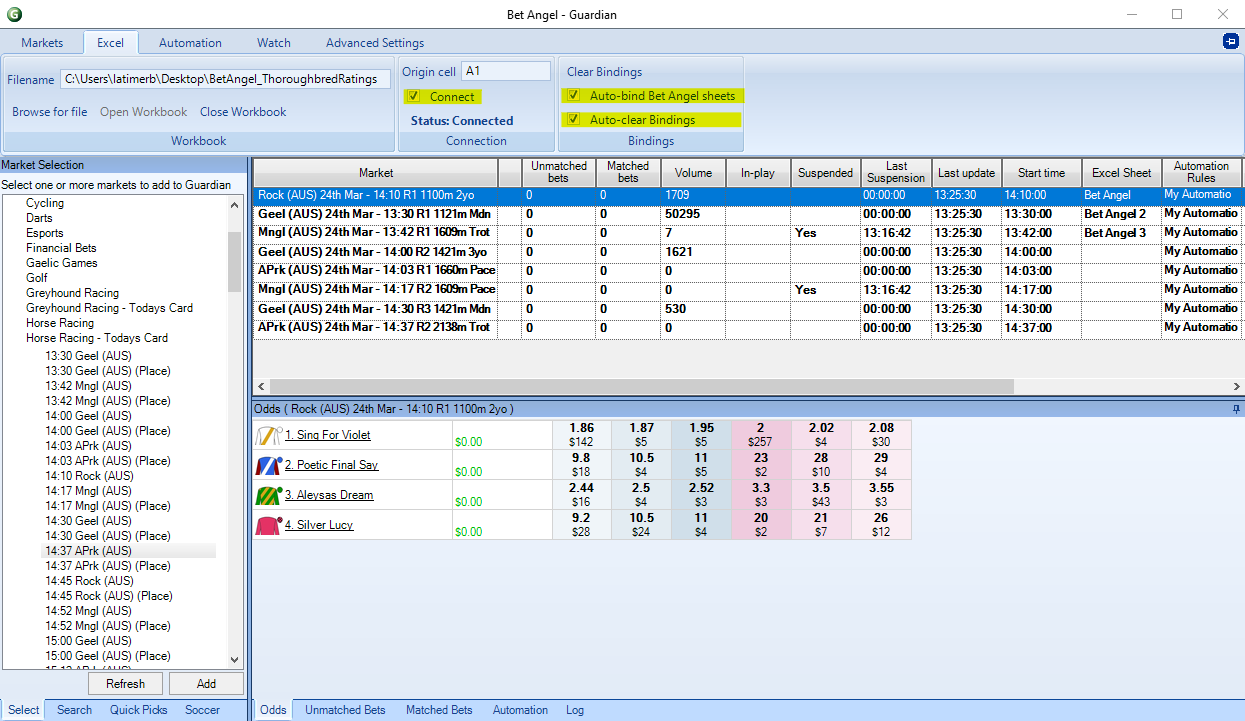 Bet Angel - Guardian
Markets Excel Automation Watch Advanced Settings
Filename C:\Users\latimerb\Desktop\BetAngel_ThoroughbredRatings
Browse for file Open Workbook Close Workbook
Workbook
Origin cell A1
Connect
Status: Connected
Connection
Clear Bindings
Auto-bind Bet Angel sheets
Auto-clear Bindings
Bindings
Market Selection
Select one or more markets to add to Guardian
Cycling
Darts
Esports
Financial Bets
Gaelic Games
Golf
Greyhound Racing
Greyhound Racing - Todays Card
Horse Racing
Horse Racing - Todays Card
13:30 Geel (AUS)
13:30 Geel (AUS) (Place)
13:42 Mngl (AUS)
13:42 Mngl (AUS) (Place)
14:00 Geel (AUS)
14:00 Geel (AUS) (Place)
14:03 APrk (AUS)
14:03 APrk (AUS) (Place)
14:10 Rock (AUS)
14:17 Mngl (AUS)
14:17 Mngl (AUS) (Place)
14:30 Geel (AUS)
14:30 Geel (AUS) (Place)
14:37 APrk (AUS)
14:37 APrk (AUS) (Place)
14:45 Rock (AUS)
14:45 Rock (AUS) (Place)
14:52 Mngl (AUS)
14:52 Mngl (AUS) (Place)
15:00 Geel (AUS)
15:00 Geel (AUS) (Place)
Refresh Add
Select Search Quick Picks Soccer
Market Unmatched bets Matched bets Volume In-play Suspended Last Suspension Last update Start time Excel Sheet Automation Rules
Rock (AUS) 24th Mar - 14:10 R1 1100m 2yo 0 0 1709 00:00:00 13:25:30 14:10:00 Bet Angel My Automatio
Geel (AUS) 24th Mar - 13:30 R1 1121m Mdn 0 0 50295 00:00:00 13:25:30 13:30:00 Bet Angel 2 My Automatio
Mngl (AUS) 24th Mar - 13:42 R1 1609m Trot 0 0 7 Yes 13:16:42 13:25:30 13:42:00 Bet Angel 3 My Automatio
Geel (AUS) 24th Mar - 14:00 R2 1421m 3yo 0 0 1621 00:00:00 13:25:30 14:00:00 My Automatio
APrk (AUS) 24th Mar - 14:03 R1 1660m Pace 0 0 0 00:00:00 13:25:30 14:03:00 My Automatio
Mngl (AUS) 24th Mar - 14:17 R2 1609m Pace 0 0 0 Yes 13:16:42 13:25:30 14:17:00 My Automatio
Geel (AUS) 24th Mar - 14:30 R3 1421m Mdn 0 0 530 00:00:00 13:25:30 14:30:00 My Automatio
APrk (AUS) 24th Mar - 14:37 R2 2138m Trot 0 0 0 00:00:00 13:25:30 14:37:00 My Automatio
Odds ( Rock (AUS) 24th Mar - 14:10 R1 1100m 2yo )
1. Sing For Violet 1.86 1.87 1.95 2 2.02 2.08
$0.00 $142 $5 $5 $257 $4 $30
2. Poetic Final Say 9.8 10.5 11 23 28 29
$0.00 $18 $4 $5 $2 $10 $4
3. Aleysas Dream 2.44 2.5 2.52 3.3 3.5 3.55
$0.00 $16 $4 $3 $3 $43 $3
4. Silver Lucy 9.2 10.5 11 20 21 26
$0.00 $28 $24 $4 $2 $7 $12
Odds Unmatched Bets Matched Bets Automation Log